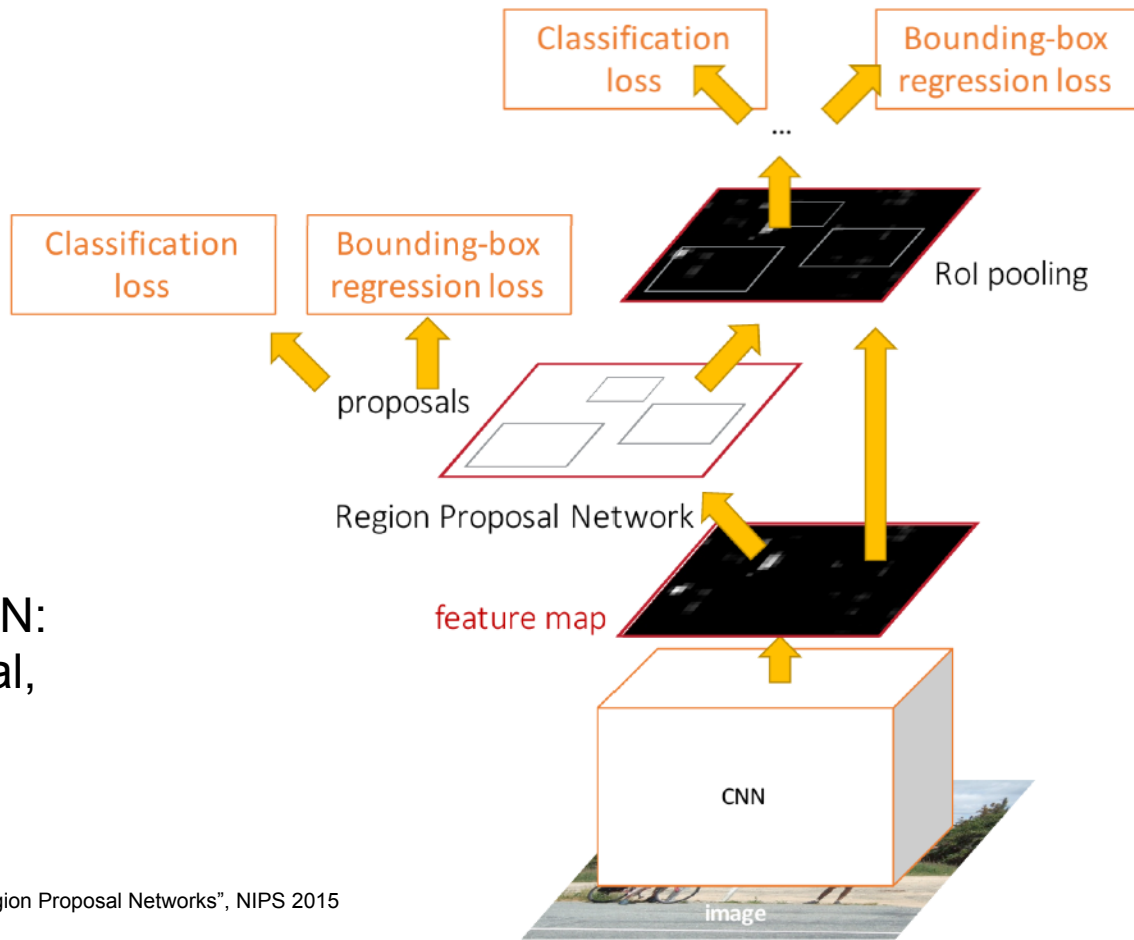 Classification
loss
Bounding-box
regression loss
...
Classification
loss
Bounding-box
regression loss
RoI pooling
proposals
Region Proposal Network
feature map
N:
al,
CNN
gion Proposal Networks”, NIPS 2015
image